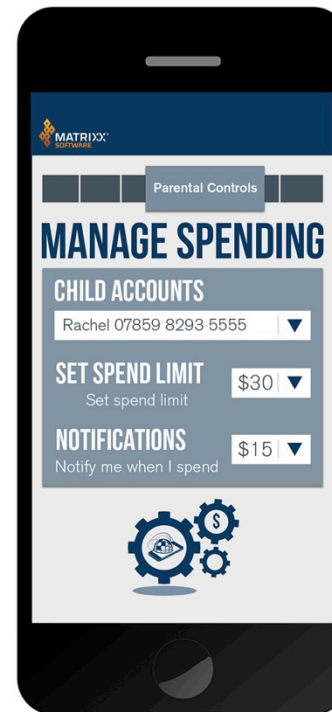 MATRIXX
SOFTWARE
Parental Controls
MANAGE SPENDING
CHILD ACCOUNTS
Rachel 07859 8293 5555
SET SPEND LIMIT
$30
Set spend limit
NOTIFICATIONS
$15
Notify me when I spend
$